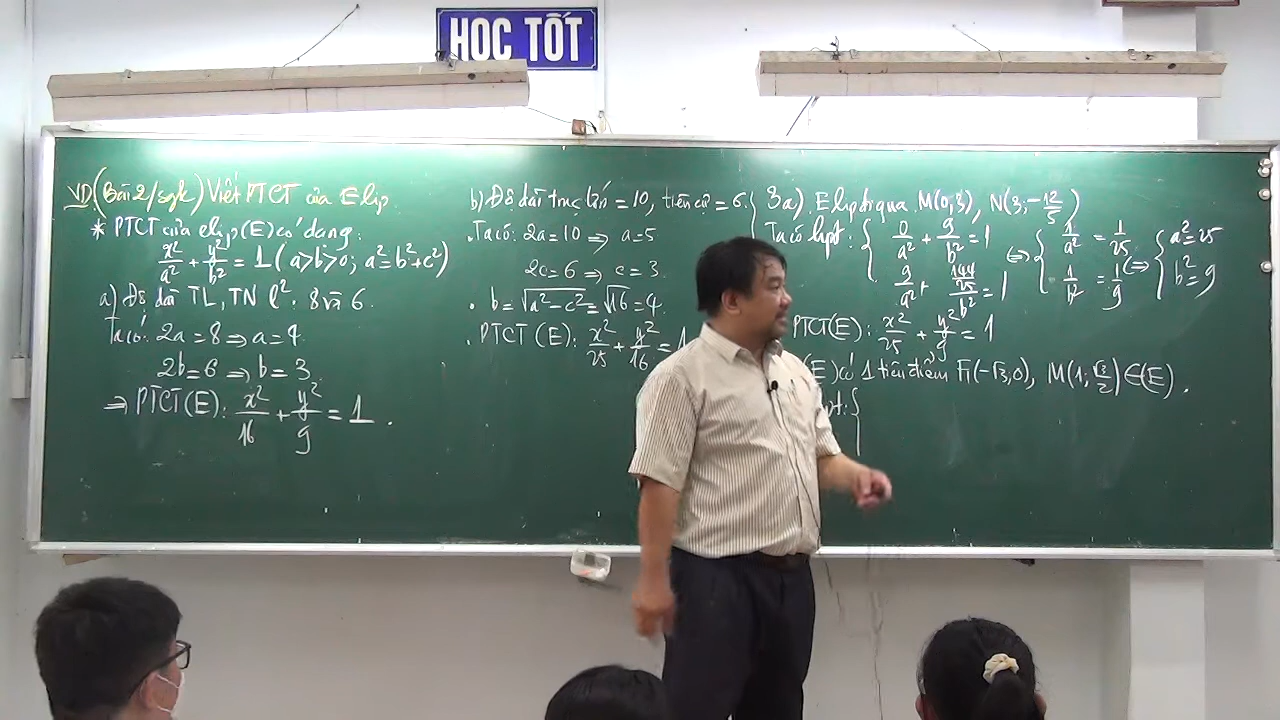 HỌC TỐT
VD (Bài 2/sgk) Viết PTCT của Elip.
* PTCT của elip (E) có dạng:
x²/a² + y²/b² = 1 (a>b>0; a²=b²+c²)
a) Độ dài TL, TN lần lượt: 8 và 6.
Ta có: 2a = 8 ⇒ a = 4
2b = 6 ⇒ b = 3
⇒ PTCT (E): x²/16 + y²/9 = 1.
b) Độ dài trục lớn = 10, tiêu cự = 6.
. Ta có: 2a = 10 ⇒ a = 5
2c = 6 ⇒ c = 3.
. b = √(a² - c²) = √16 = 4.
. PTCT (E): x²/25 + y²/16 = 1
3a) Elip đi qua M(0;3), N(3; -12/5)
Ta có hpt: { 0/a² + 9/b² = 1 ⇔ { 1/a² = 1/25 ⇔ { a² = 25
9/a² + 144/25/b² = 1 1/b² = 1/9 b² = 9
PTCT (E): x²/25 + y²/9 = 1
(E) có 1 tiêu điểm F₁(-√3,0), M(1; √3/2) ∈ (E).
hpt: {